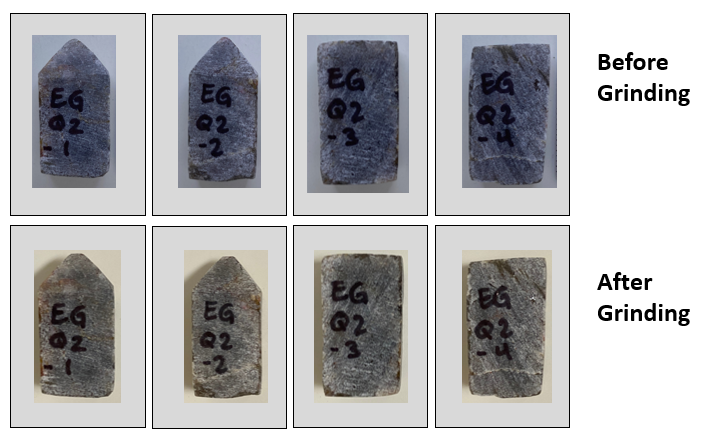 EG
Q2
-1
EG
Q2
-2
EG
Q2
-3
EG
Q2
-4
Before
Grinding
EG
Q2
-1
EG
Q2
-2
EG
Q2
-3
EG
Q2
-4
After
Grinding